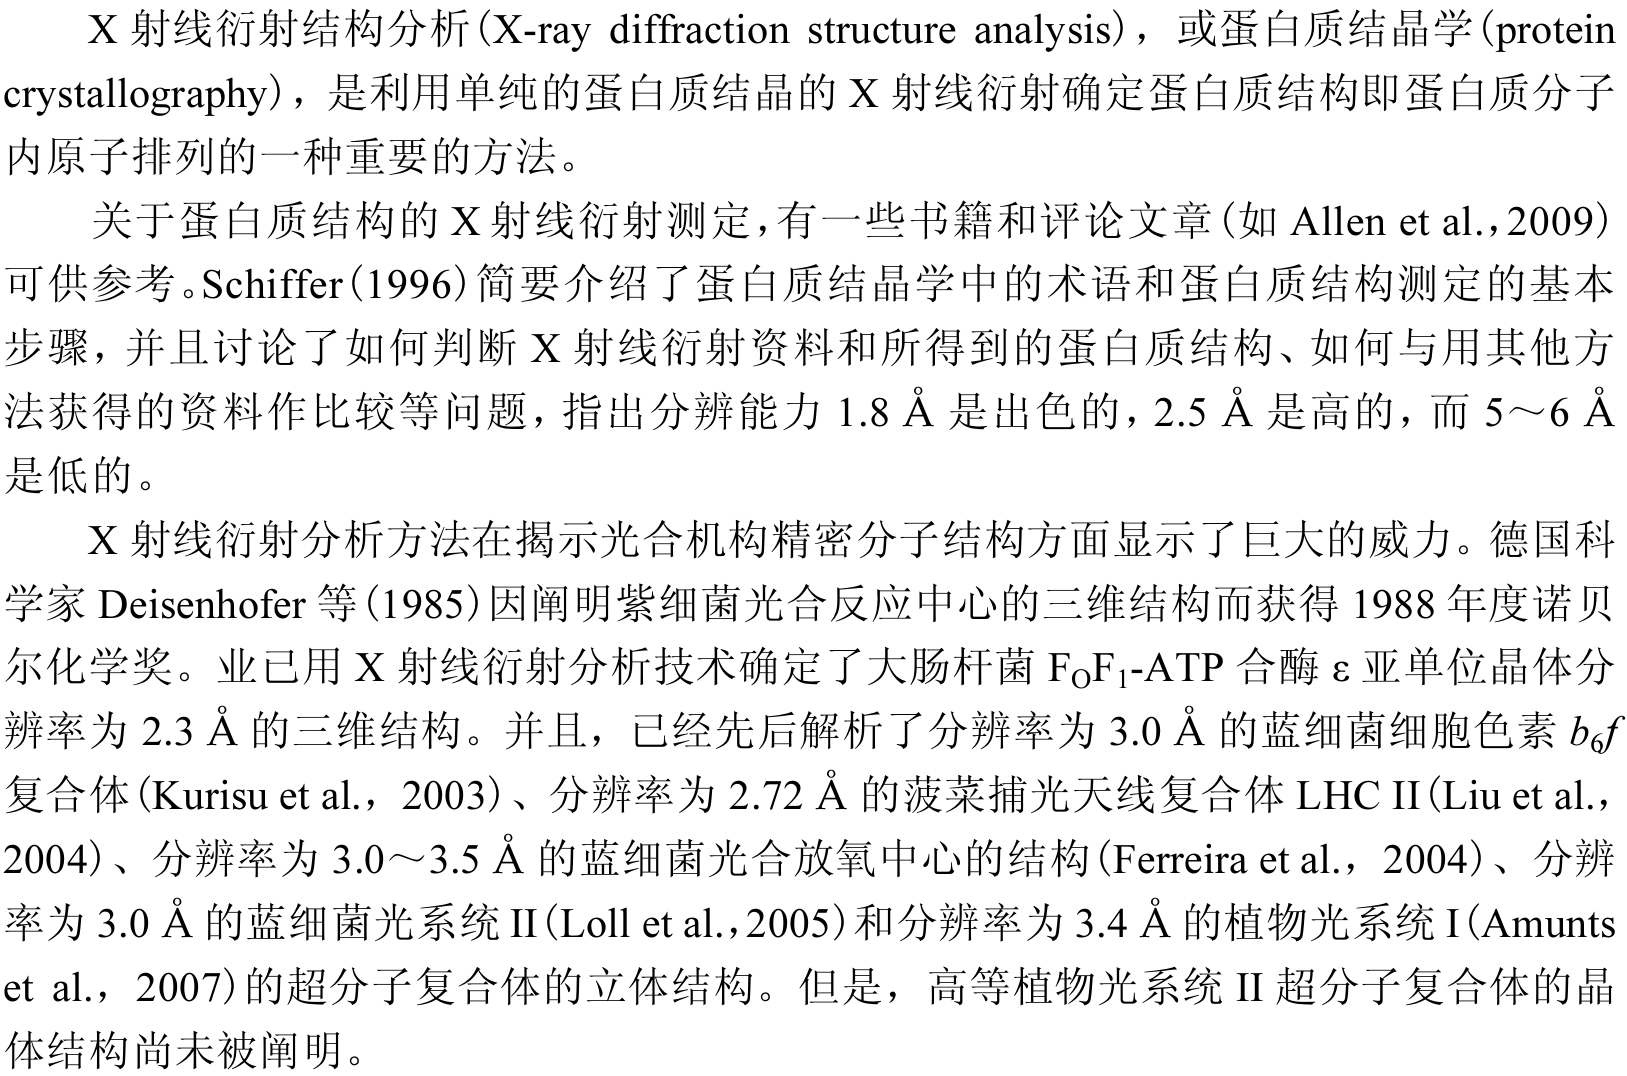 X 射线衍射结构分析(X-ray diffraction structure analysis)，或蛋白质结晶学(protein
crystallography)，是利用单纯的蛋白质结晶的 X 射线衍射确定蛋白质结构即蛋白质分子
内原子排列的一种重要的方法。
关于蛋白质结构的 X 射线衍射测定，有一些书籍和评论文章(如 Allen et al.，2009)
可供参考。Schiffer(1996)简要介绍了蛋白质结晶学中的术语和蛋白质结构测定的基本
步骤，并且讨论了如何判断 X 射线衍射资料和所得到的蛋白质结构、如何与用其他方
法获得的资料作比较等问题，指出分辨能力 1.8 Å 是出色的，2.5 Å 是高的，而 5～6 Å
是低的。
X 射线衍射分析方法在揭示光合机构精密分子结构方面显示了巨大的威力。德国科
学家 Deisenhofer 等(1985)因阐明紫细菌光合反应中心的三维结构而获得 1988 年度诺贝
尔化学奖。业已用 X 射线衍射分析技术确定了大肠杆菌 FOF1-ATP 合酶 ε 亚单位晶体分
辨率为 2.3 Å 的三维结构。并且，已经先后解析了分辨率为 3.0 Å 的蓝细菌细胞色素 b6f
复合体(Kurisu et al.，2003)、分辨率为 2.72 Å 的菠菜捕光天线复合体 LHC II(Liu et al.，
2004)、分辨率为 3.0～3.5 Å 的蓝细菌光合放氧中心的结构(Ferreira et al.，2004)、分辨
率为 3.0 Å 的蓝细菌光系统 II(Loll et al.，2005)和分辨率为 3.4 Å 的植物光系统 I(Amunts
et al.，2007)的超分子复合体的立体结构。但是，高等植物光系统 II 超分子复合体的晶
体结构尚未被阐明。